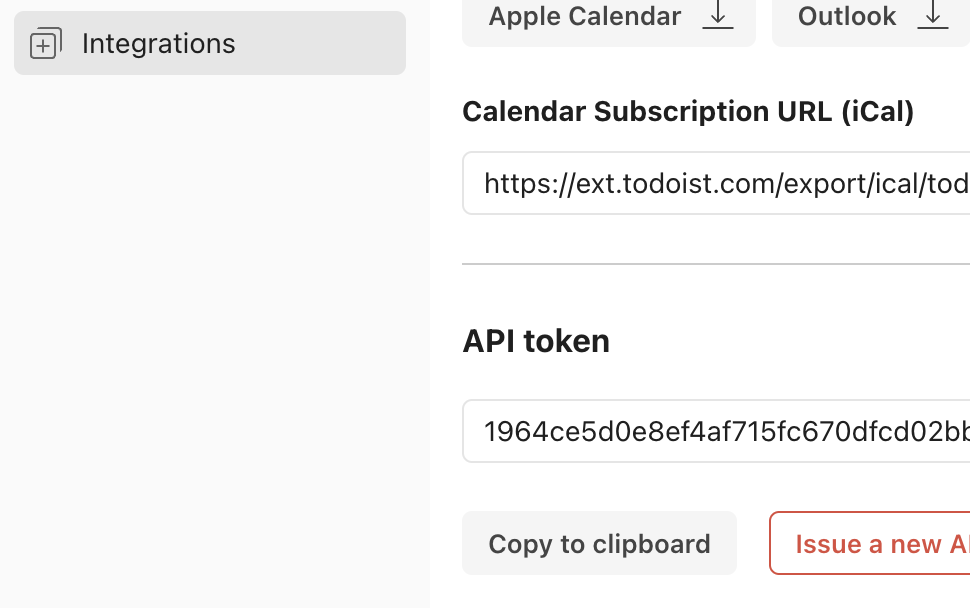 Apple Calendar
Outlook
Integrations
Calendar Subscription URL (iCal)
https://ext.todoist.com/export/ical/tod
API token
1964ce5d0e8ef4af715fc670dfcd02bb
Copy to clipboard
Issue a new